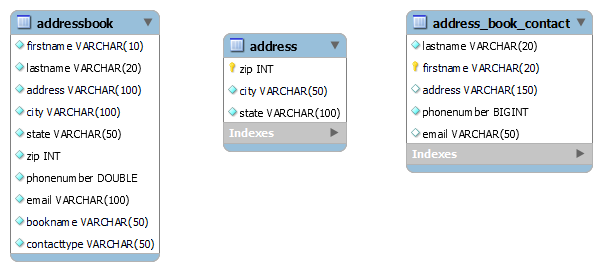 addressbook
firstname VARCHAR(10)
lastname VARCHAR(20)
address VARCHAR(100)
city VARCHAR(100)
state VARCHAR(50)
zip INT
phonenumber DOUBLE
email VARCHAR(100)
bookname VARCHAR(50)
contacttype VARCHAR(50)
address
zip INT
city VARCHAR(50)
state VARCHAR(100)
Indexes
address_book_contact
lastname VARCHAR(20)
firstname VARCHAR(20)
address VARCHAR(150)
phonenumber BIGINT
email VARCHAR(50)
Indexes